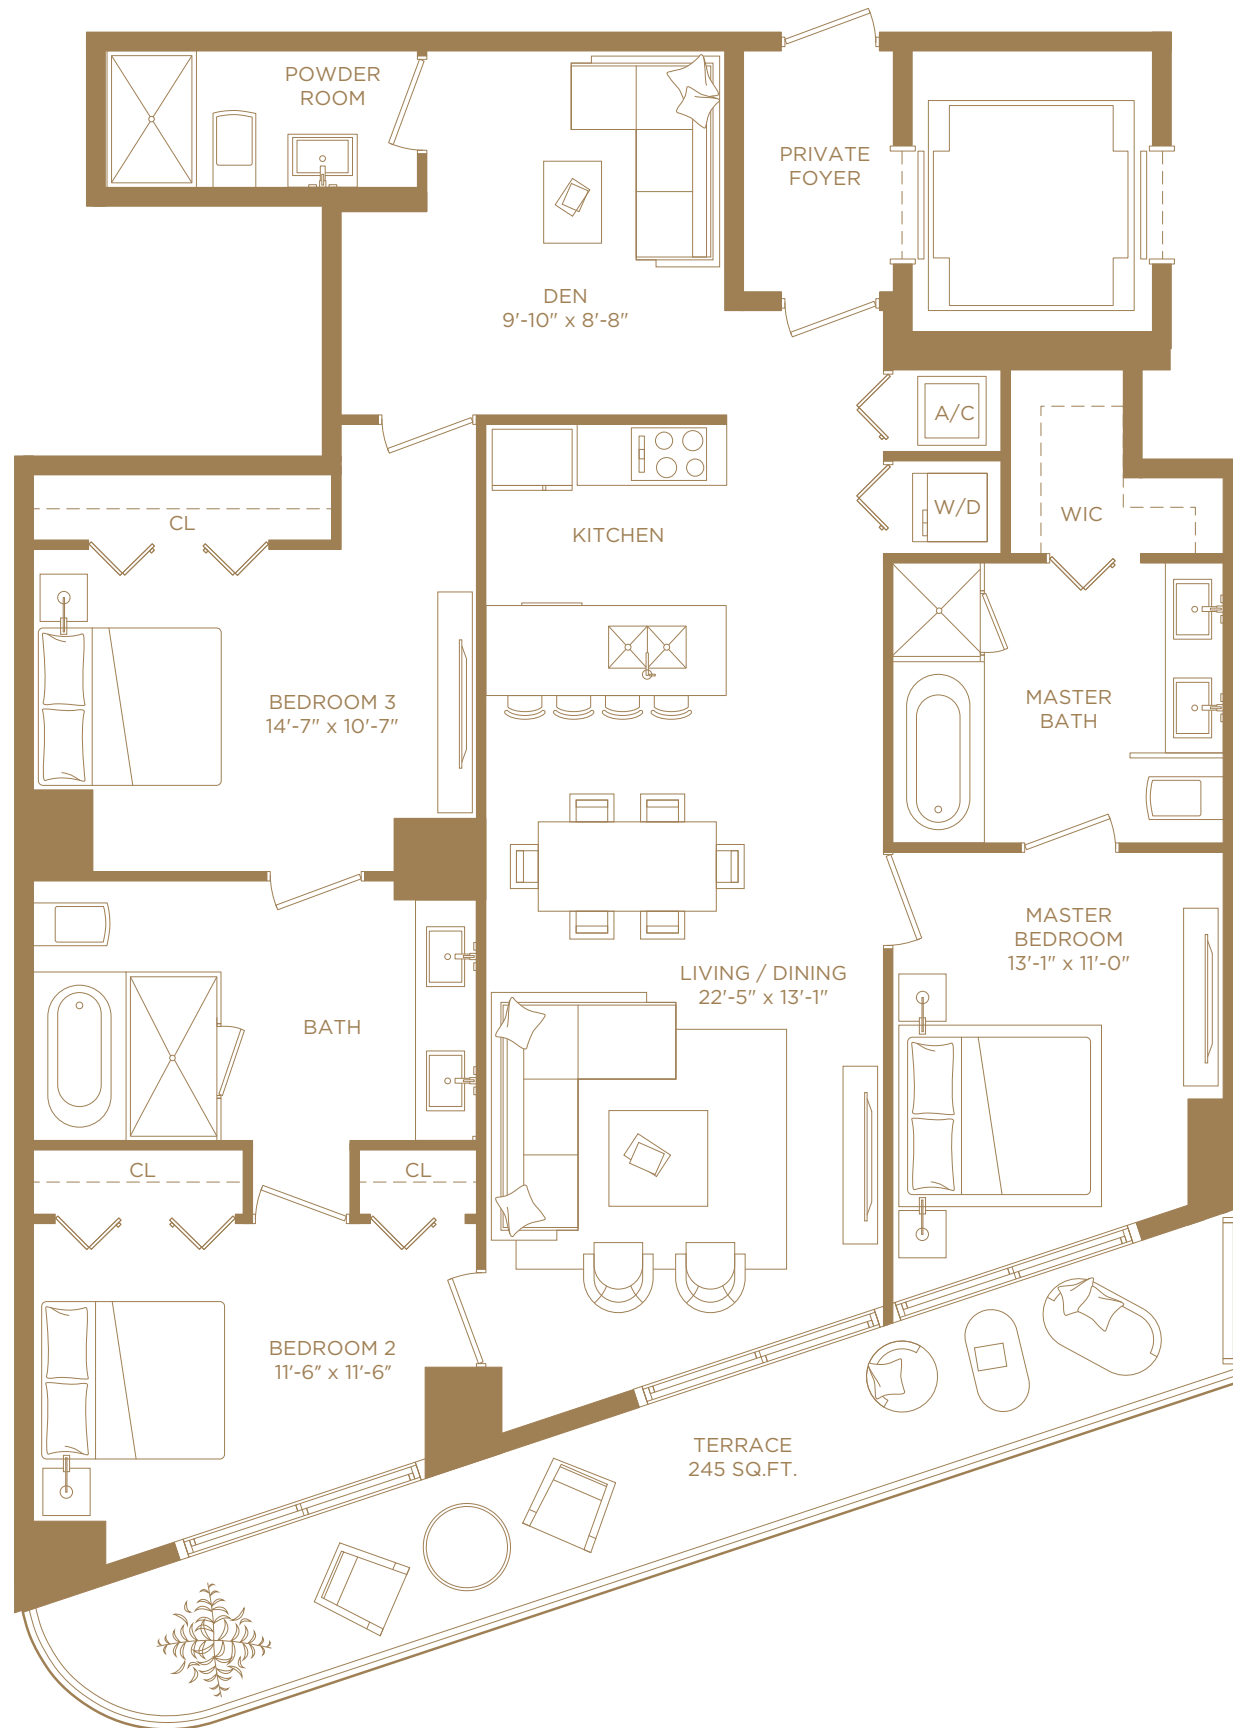 POWDER
ROOM
PRIVATE
FOYER
DEN
9'-10" x 8'-8"
A/C
W/D
WIC
CL
KITCHEN
BEDROOM 3
14'-7" x 10'-7"
MASTER
BATH
MASTER
BEDROOM
13'-1" x 11'-0"
LIVING / DINING
22'-5" x 13'-1"
BATH
CL
CL
BEDROOM 2
11'-6" x 11'-6"
TERRACE
245 SQ.FT.